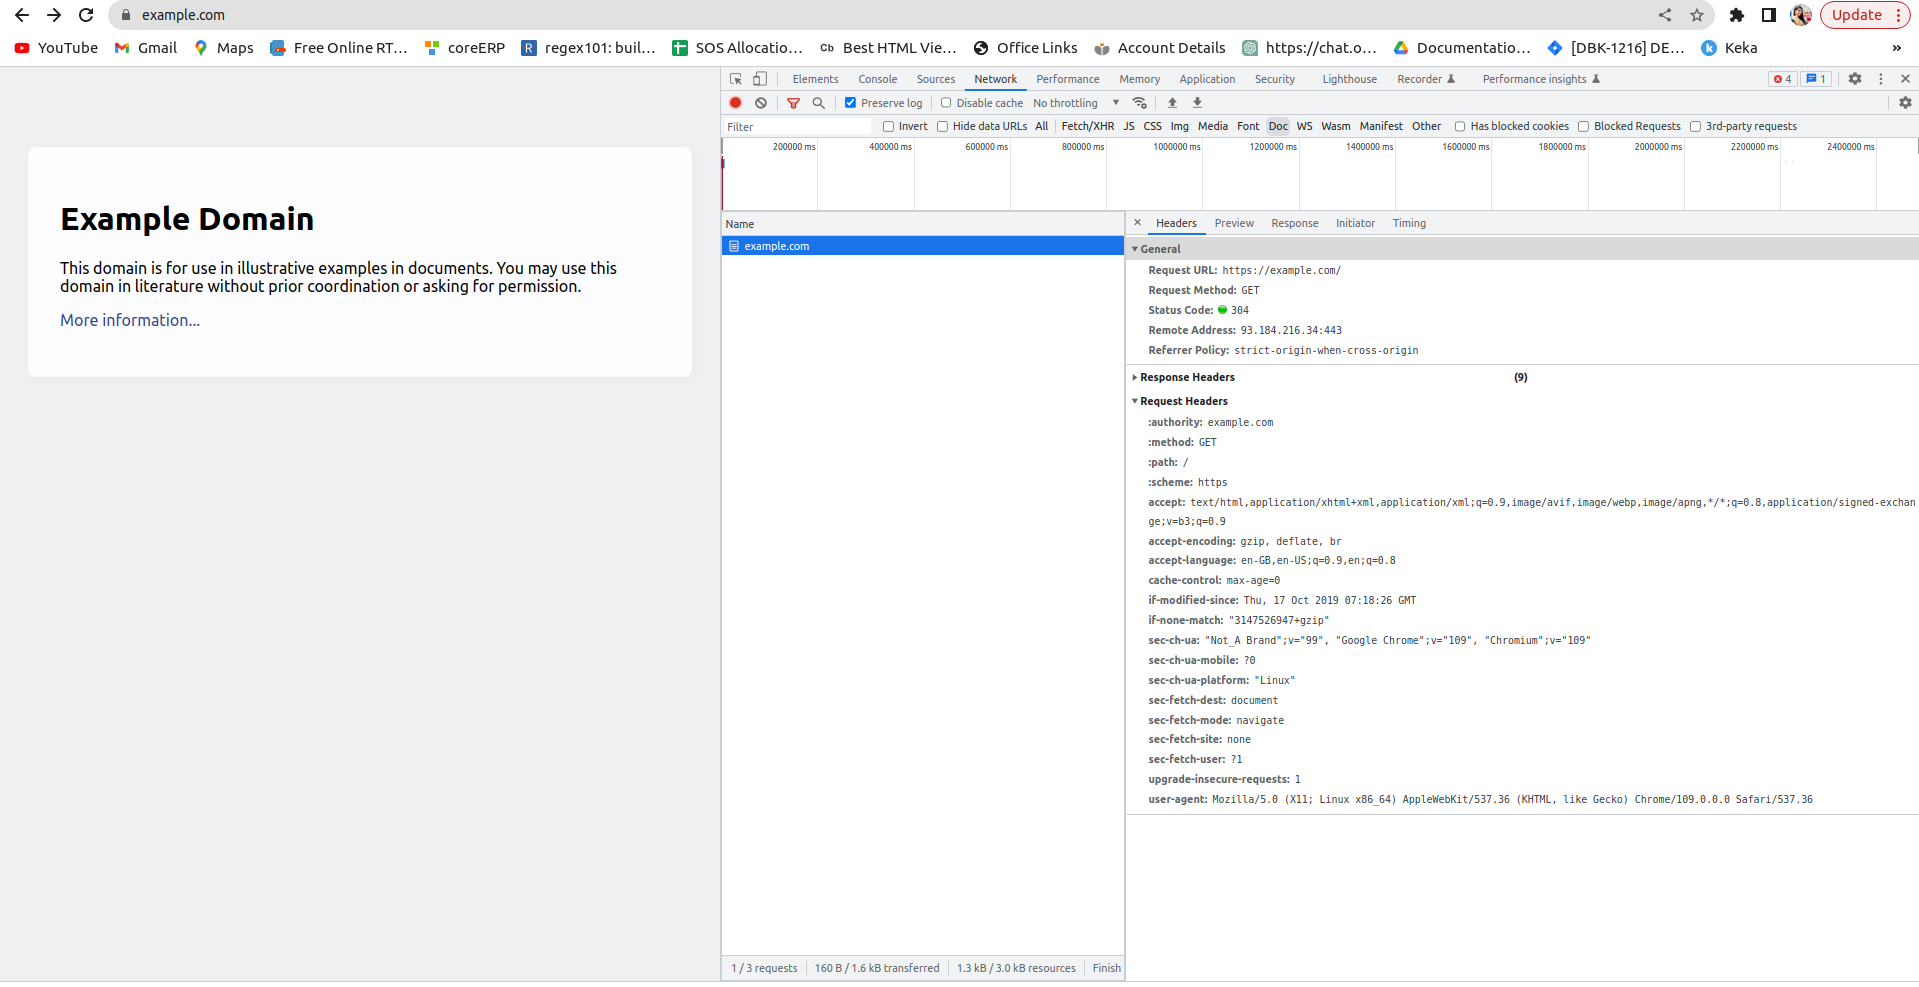 example.com
Update
YouTube Gmail Maps Free Online RT... coreERP regex101: buil... SOS Allocatio... Cb Best HTML Vie... Office Links Account Details https://chat.o... Documentatio... [DBK-1216] DE... Keka »
Elements Console Sources Network Performance Memory Application Security Lighthouse Recorder Performance insights 4 1
Preserve log Disable cache No throttling
Filter Invert Hide data URLs All Fetch/XHR JS CSS Img Media Font Doc WS Wasm Manifest Other Has blocked cookies Blocked Requests 3rd-party requests
200000 ms 400000 ms 600000 ms 800000 ms 1000000 ms 1200000 ms 1400000 ms 1600000 ms 1800000 ms 2000000 ms 2200000 ms 2400000 ms
Example Domain
This domain is for use in illustrative examples in documents. You may use this
domain in literature without prior coordination or asking for permission.
More information...
Name
example.com
Headers Preview Response Initiator Timing
General
Request URL: https://example.com/
Request Method: GET
Status Code: 304
Remote Address: 93.184.216.34:443
Referrer Policy: strict-origin-when-cross-origin
Response Headers (9)
Request Headers
:authority: example.com
:method: GET
:path: /
:scheme: https
accept: text/html,application/xhtml+xml,application/xml;q=0.9,image/avif,image/webp,image/apng,*/*;q=0.8,application/signed-exchan
ge;v=b3;q=0.9
accept-encoding: gzip, deflate, br
accept-language: en-GB,en-US;q=0.9,en;q=0.8
cache-control: max-age=0
if-modified-since: Thu, 17 Oct 2019 07:18:26 GMT
if-none-match: "3147526947+gzip"
sec-ch-ua: "Not_A Brand";v="99", "Google Chrome";v="109", "Chromium";v="109"
sec-ch-ua-mobile: ?0
sec-ch-ua-platform: "Linux"
sec-fetch-dest: document
sec-fetch-mode: navigate
sec-fetch-site: none
sec-fetch-user: ?1
upgrade-insecure-requests: 1
user-agent: Mozilla/5.0 (X11; Linux x86_64) AppleWebKit/537.36 (KHTML, like Gecko) Chrome/109.0.0.0 Safari/537.36
1 / 3 requests 160 B / 1.6 kB transferred 1.3 kB / 3.0 kB resources Finish